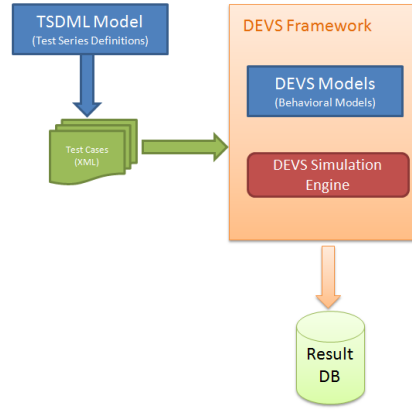 TSDML Model
(Test Series Definitions)
DEVS Framework
DEVS Models
(Behavioral Models)
Test Cases
(XML)
DEVS Simulation
Engine
Result
DB